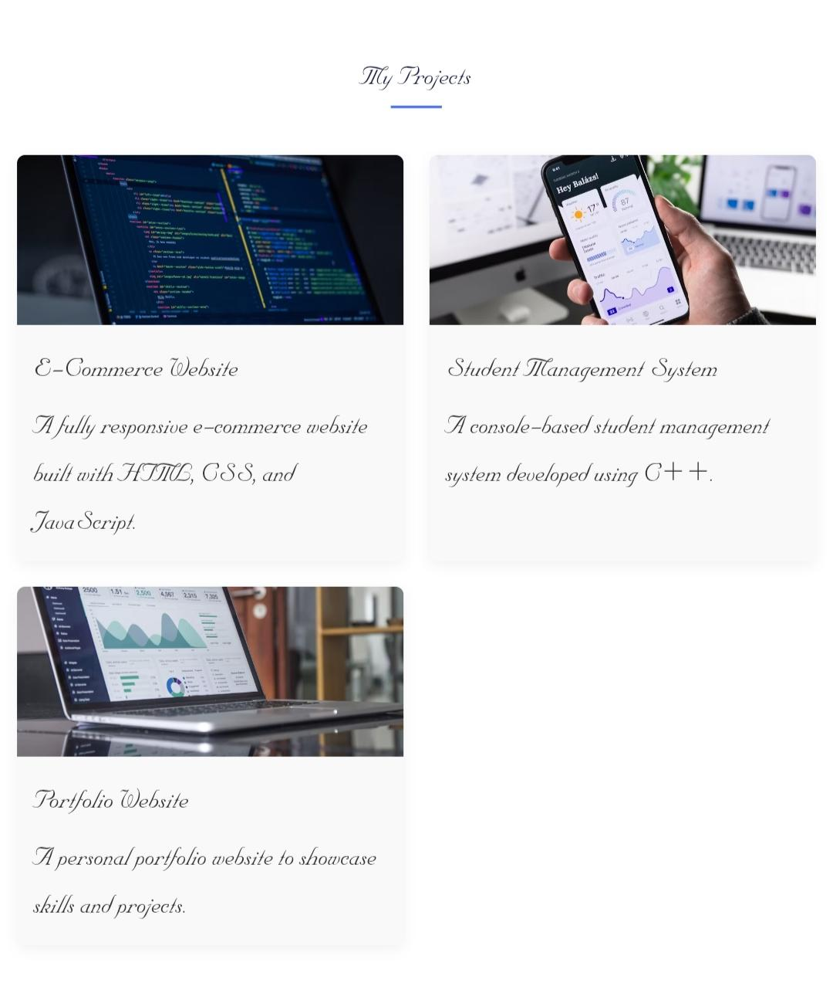 My Projects
Hey Balázs!
17°
87
E-Commerce Website
Student Management System
A fully responsive e-commerce website
built with HTML, CSS, and
JavaScript.
A console-based student management
system developed using C++.
2500
1.51
2,500
4,567
2,315
7,325
Portfolio Website
A personal portfolio website to showcase
skills and projects.